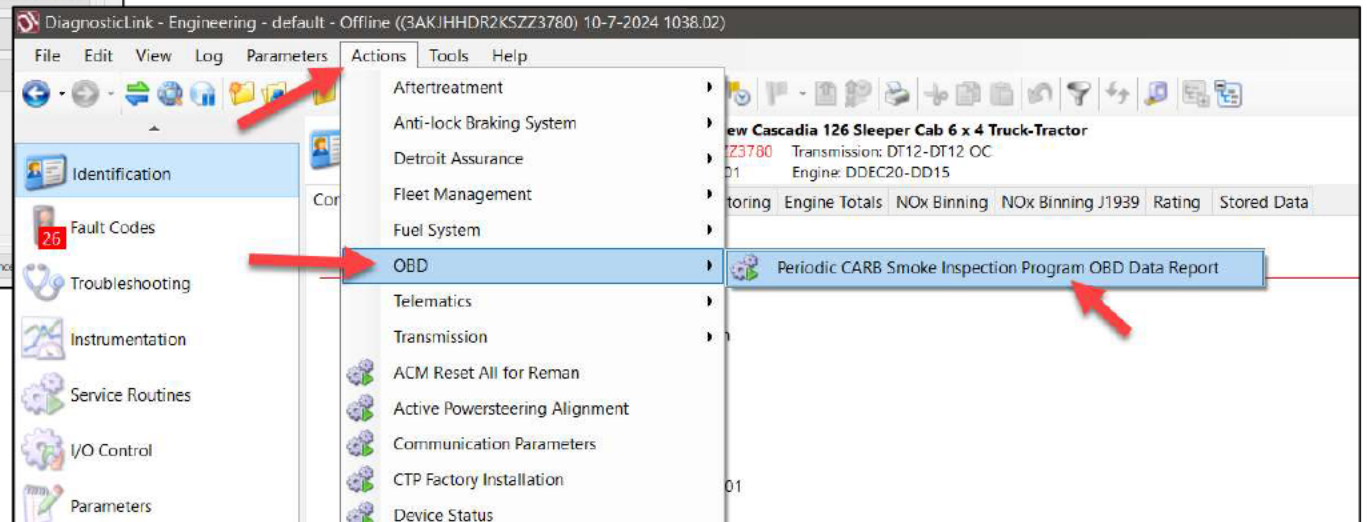 DiagnosticLink - Engineering - default - Offline ((3AKJHHDR2KSZZ3780) 10-7-2024 1038.02)
File Edit View Log Parameters Actions Tools Help
Aftertreatment
Anti-lock Braking System
Detroit Assurance
Fleet Management
Fuel System
OBD
Telematics
Transmission
ACM Reset All for Reman
Active Powersteering Alignment
Communication Parameters
CTP Factory Installation
Device Status
Periodic CARB Smoke Inspection Program OBD Data Report
Identification
26
Fault Codes
Troubleshooting
Instrumentation
Service Routines
I/O Control
Parameters
ew Cascadia 126 Sleeper Cab 6 x 4 Truck-Tractor
ZZ3780 Transmission: DT12-DT12 OC
01 Engine: DDEC20-DD15
Cor
toring Engine Totals NOx Binning NOx Binning J1939 Rating Stored Data
01